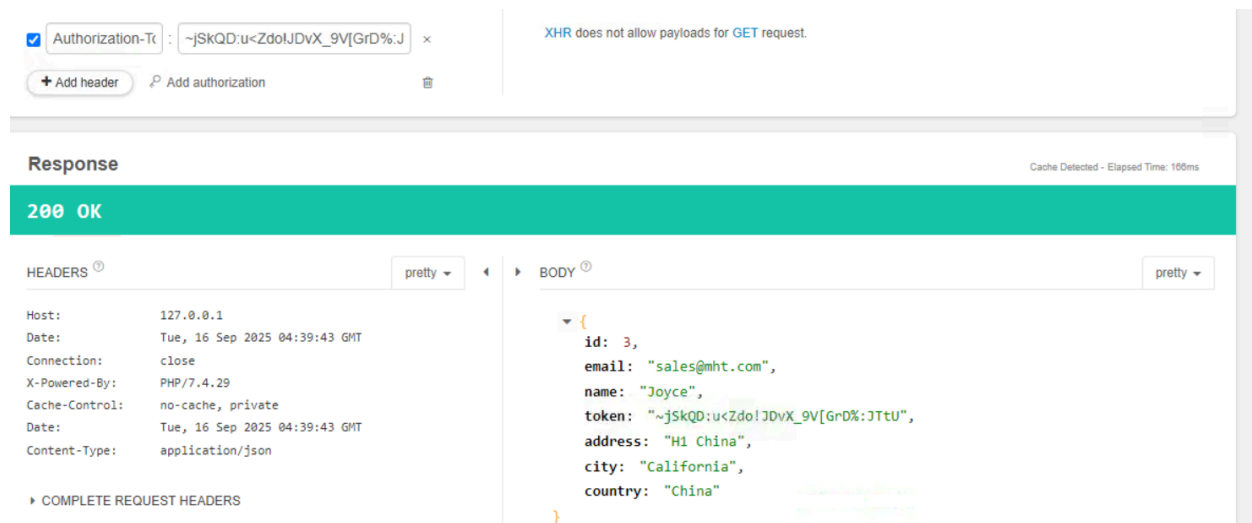 Authorization-To : ~jSkQD:u<Zdo!JDvX_9V[GrD%:J ×
XHR does not allow payloads for GET request.
+ Add header Add authorization
Response
Cache Detected - Elapsed Time: 166ms
200 OK
HEADERS ? pretty
BODY ? pretty
Host: 127.0.0.1
Date: Tue, 16 Sep 2025 04:39:43 GMT
Connection: close
X-Powered-By: PHP/7.4.29
Cache-Control: no-cache, private
Date: Tue, 16 Sep 2025 04:39:43 GMT
Content-Type: application/json
COMPLETE REQUEST HEADERS
{
id: 3,
email: "sales@mht.com",
name: "Joyce",
token: "~jSkQD:u<Zdo!JDvX_9V[GrD%:JTtU",
address: "H1 China",
city: "California",
country: "China"
}